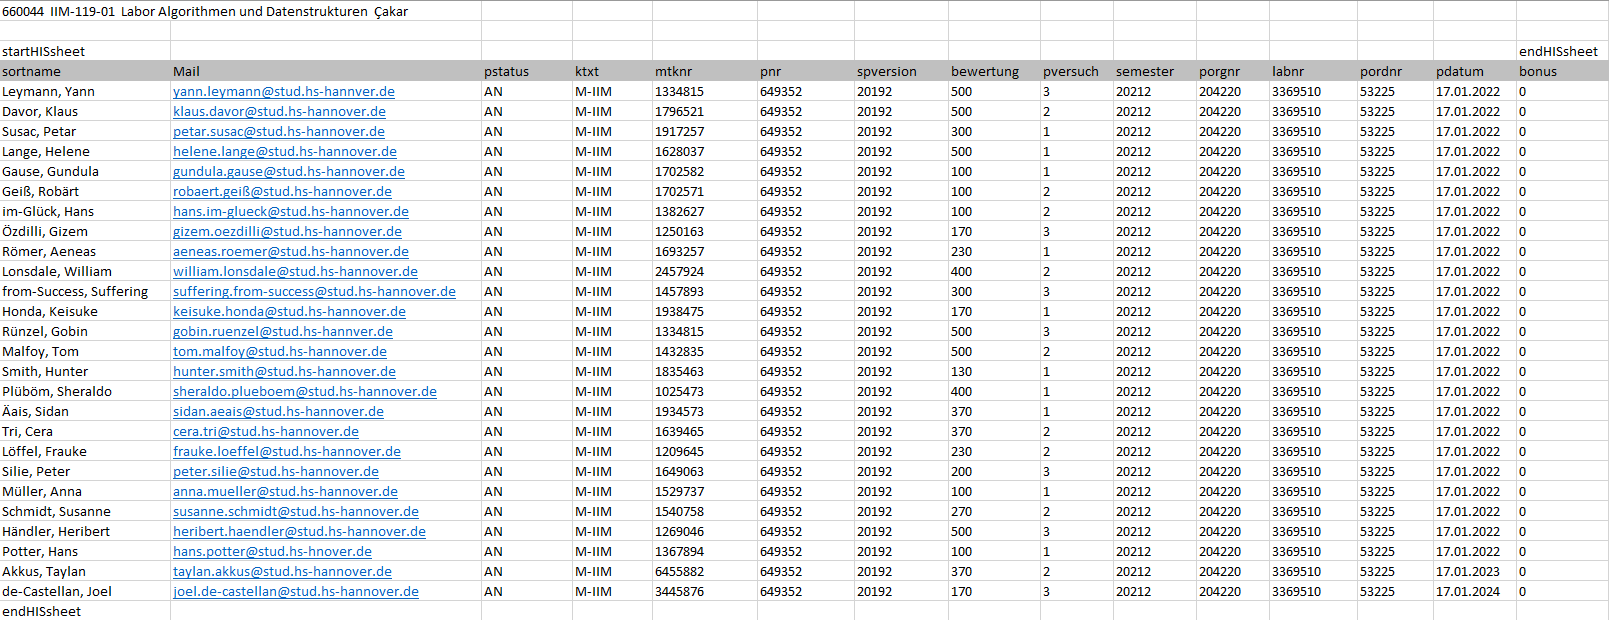 660044 IIM-119-01 Labor Algorithmen und Datenstrukturen Çakar
startHISsheet endHISsheet
sortname Mail pstatus ktxt mtknr pnr spversion bewertung pversuch semester porgnr labnr pordnr pdatum bonus
Leymann, Yann yann.leymann@stud.hs-hannver.de AN M-IIM 1334815 649352 20192 500 3 20212 204220 3369510 53225 17.01.2022 0
Davor, Klaus klaus.davor@stud.hs-hannover.de AN M-IIM 1796521 649352 20192 500 2 20212 204220 3369510 53225 17.01.2022 0
Susac, Petar petar.susac@stud.hs-hannover.de AN M-IIM 1917257 649352 20192 300 1 20212 204220 3369510 53225 17.01.2022 0
Lange, Helene helene.lange@stud.hs-hannover.de AN M-IIM 1628037 649352 20192 500 1 20212 204220 3369510 53225 17.01.2022 0
Gause, Gundula gundula.gause@stud.hs-hannover.de AN M-IIM 1702582 649352 20192 100 1 20212 204220 3369510 53225 17.01.2022 0
Geiß, Robärt robaert.geiß@stud.hs-hannover.de AN M-IIM 1702571 649352 20192 100 2 20212 204220 3369510 53225 17.01.2022 0
im-Glück, Hans hans.im-glueck@stud.hs-hannover.de AN M-IIM 1382627 649352 20192 100 2 20212 204220 3369510 53225 17.01.2022 0
Özdilli, Gizem gizem.oezdilli@stud.hs-hannover.de AN M-IIM 1250163 649352 20192 170 3 20212 204220 3369510 53225 17.01.2022 0
Römer, Aeneas aeneas.roemer@stud.hs-hannover.de AN M-IIM 1693257 649352 20192 230 1 20212 204220 3369510 53225 17.01.2022 0
Lonsdale, William william.lonsdale@stud.hs-hannover.de AN M-IIM 2457924 649352 20192 400 2 20212 204220 3369510 53225 17.01.2022 0
from-Success, Suffering suffering.from-success@stud.hs-hannover.de AN M-IIM 1457893 649352 20192 300 3 20212 204220 3369510 53225 17.01.2022 0
Honda, Keisuke keisuke.honda@stud.hs-hannover.de AN M-IIM 1938475 649352 20192 170 1 20212 204220 3369510 53225 17.01.2022 0
Rünzel, Gobin gobin.ruenzel@stud.hs-hannver.de AN M-IIM 1334815 649352 20192 500 3 20212 204220 3369510 53225 17.01.2022 0
Malfoy, Tom tom.malfoy@stud.hs-hannover.de AN M-IIM 1432835 649352 20192 500 2 20212 204220 3369510 53225 17.01.2022 0
Smith, Hunter hunter.smith@stud.hs-hannover.de AN M-IIM 1835463 649352 20192 130 1 20212 204220 3369510 53225 17.01.2022 0
Plüböm, Sheraldo sheraldo.plueboem@stud.hs-hannover.de AN M-IIM 1025473 649352 20192 400 1 20212 204220 3369510 53225 17.01.2022 0
Äais, Sidan sidan.aeais@stud.hs-hannover.de AN M-IIM 1934573 649352 20192 370 1 20212 204220 3369510 53225 17.01.2022 0
Tri, Cera cera.tri@stud.hs-hannover.de AN M-IIM 1639465 649352 20192 370 2 20212 204220 3369510 53225 17.01.2022 0
Löffel, Frauke frauke.loeffel@stud.hs-hannover.de AN M-IIM 1209645 649352 20192 230 2 20212 204220 3369510 53225 17.01.2022 0
Silie, Peter peter.silie@stud.hs-hannover.de AN M-IIM 1649063 649352 20192 200 3 20212 204220 3369510 53225 17.01.2022 0
Müller, Anna anna.mueller@stud.hs-hannover.de AN M-IIM 1529737 649352 20192 100 1 20212 204220 3369510 53225 17.01.2022 0
Schmidt, Susanne susanne.schmidt@stud.hs-hannover.de AN M-IIM 1540758 649352 20192 270 2 20212 204220 3369510 53225 17.01.2022 0
Händler, Heribert heribert.haendler@stud.hs-hannover.de AN M-IIM 1269046 649352 20192 500 3 20212 204220 3369510 53225 17.01.2022 0
Potter, Hans hans.potter@stud.hs-hnover.de AN M-IIM 1367894 649352 20192 100 1 20212 204220 3369510 53225 17.01.2022 0
Akkus, Taylan taylan.akkus@stud.hs-hannover.de AN M-IIM 6455882 649352 20192 370 2 20212 204220 3369510 53225 17.01.2023 0
de-Castellan, Joel joel.de-castellan@stud.hs-hannover.de AN M-IIM 3445876 649352 20192 170 3 20212 204220 3369510 53225 17.01.2024 0
endHISsheet